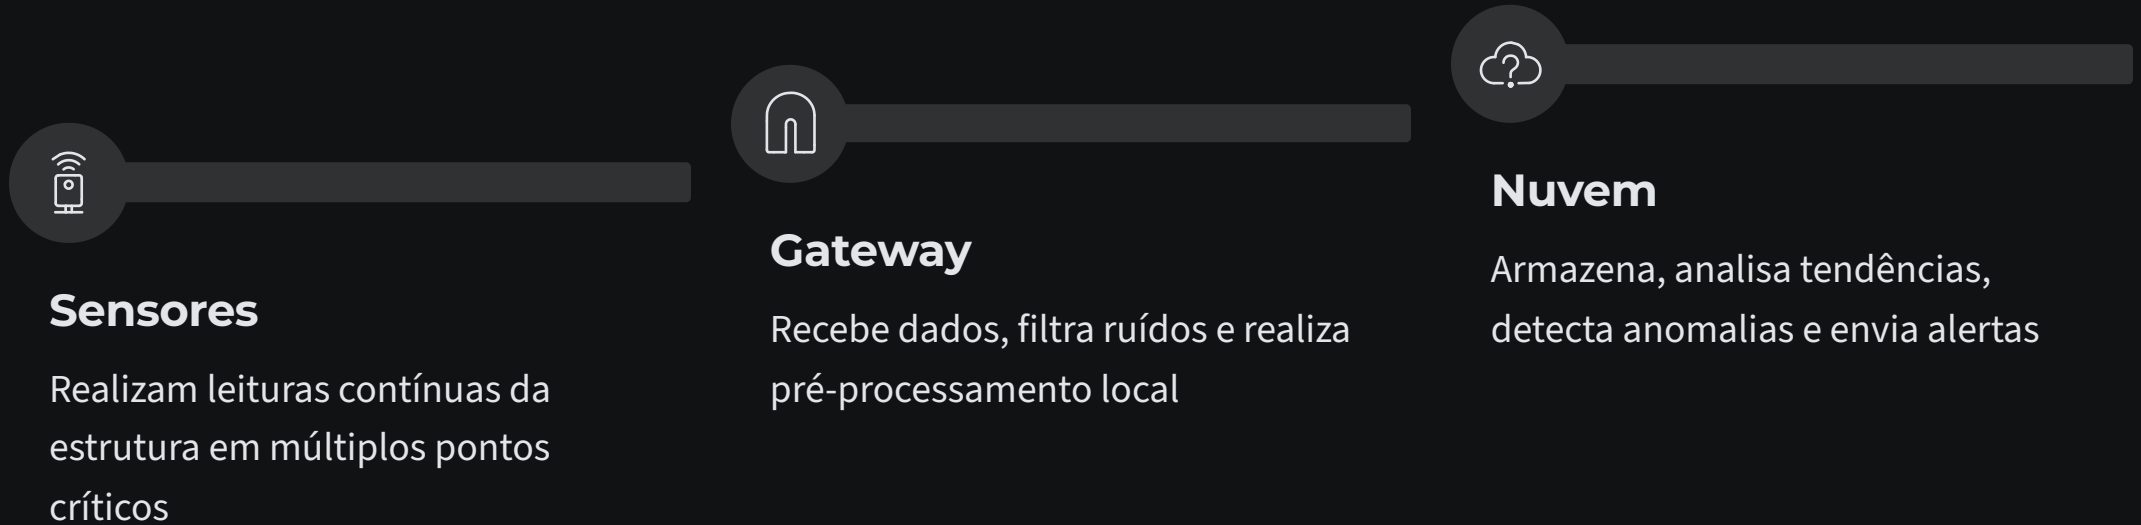 Sensores
Realizam leituras contínuas da
estrutura em múltiplos pontos
críticos
Gateway
Recebe dados, filtra ruídos e realiza
pré-processamento local
Nuvem
Armazena, analisa tendências,
detecta anomalias e envia alertas